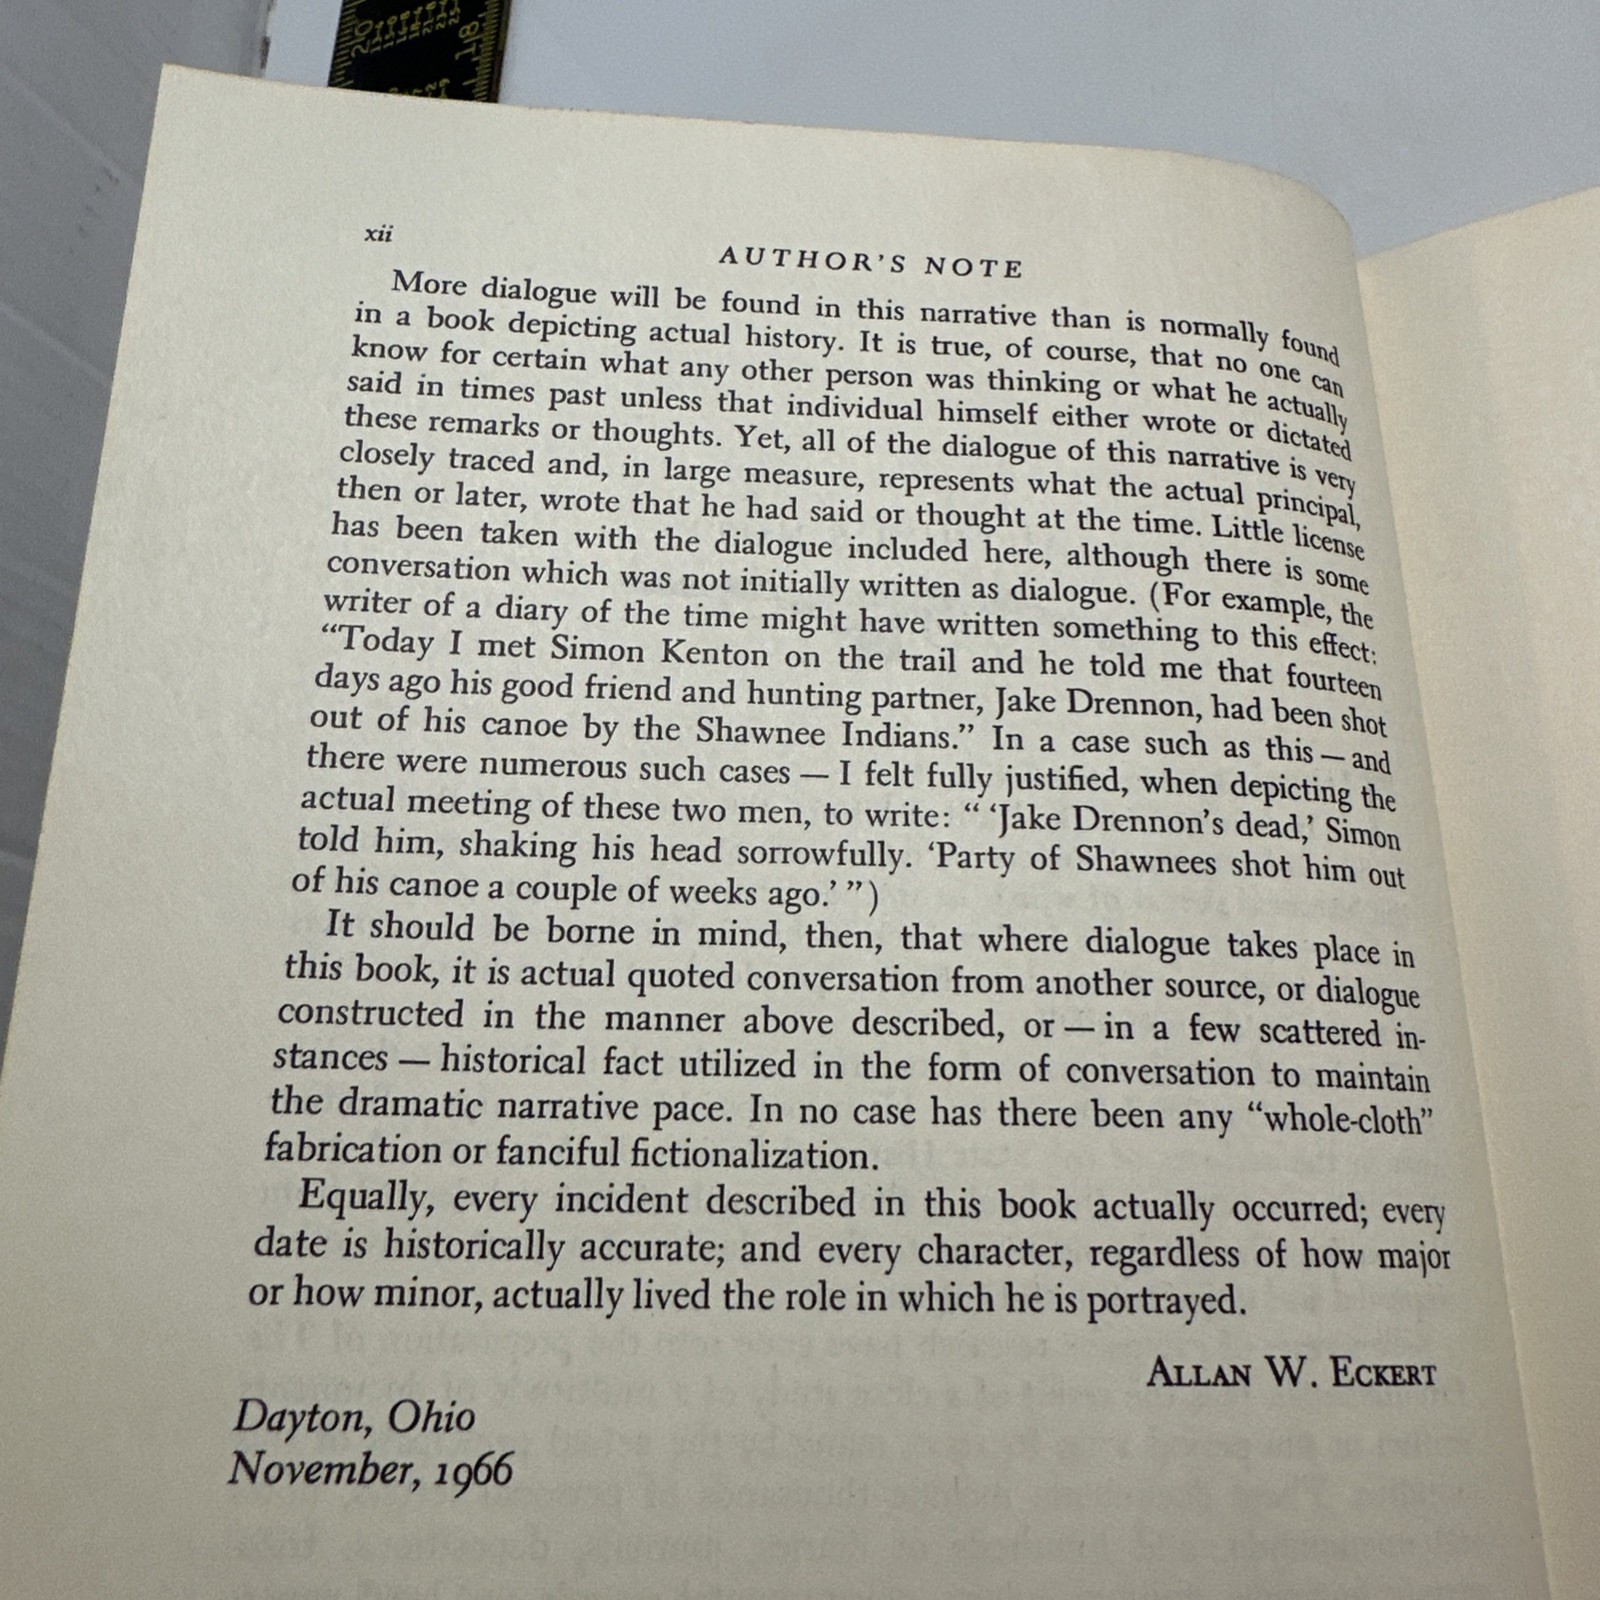 20
18
xii
AUTHOR'S NOTE
More dialogue will be found in this narrative than is normally found
in a book depicting actual history. It is true, of course, that no one can
know for certain what any other person was thinking or what he actually
said in times past unless that individual himself either wrote or dictated
these remarks or thoughts. Yet, all of the dialogue of this narrative is very
closely traced and, in large measure, represents what the actual principal,
then or later, wrote that he had said or thought at the time. Little license
has been taken with the dialogue included here, although there is some
conversation which was not initially written as dialogue. (For example, the
writer of a diary of the time might have written something to this effect:
“Today I met Simon Kenton on the trail and he told me that fourteen
days ago his good friend and hunting partner, Jake Drennon, had been shot
out of his canoe by the Shawnee Indians.” In a case such as this — and
there were numerous such cases — I felt fully justified, when depicting the
actual meeting of these two men, to write: “ ‘Jake Drennon’s dead,’ Simon
told him, shaking his head sorrowfully. ‘Party of Shawnees shot him out
of his canoe a couple of weeks ago.’ ”)
It should be borne in mind, then, that where dialogue takes place in
this book, it is actual quoted conversation from another source, or dialogue
constructed in the manner above described, or — in a few scattered in-
stances — historical fact utilized in the form of conversation to maintain
the dramatic narrative pace. In no case has there been any “whole-cloth”
fabrication or fanciful fictionalization.
Equally, every incident described in this book actually occurred; every
date is historically accurate; and every character, regardless of how major
or how minor, actually lived the role in which he is portrayed.
ALLAN W. ECKERT
Dayton, Ohio
November, 1966